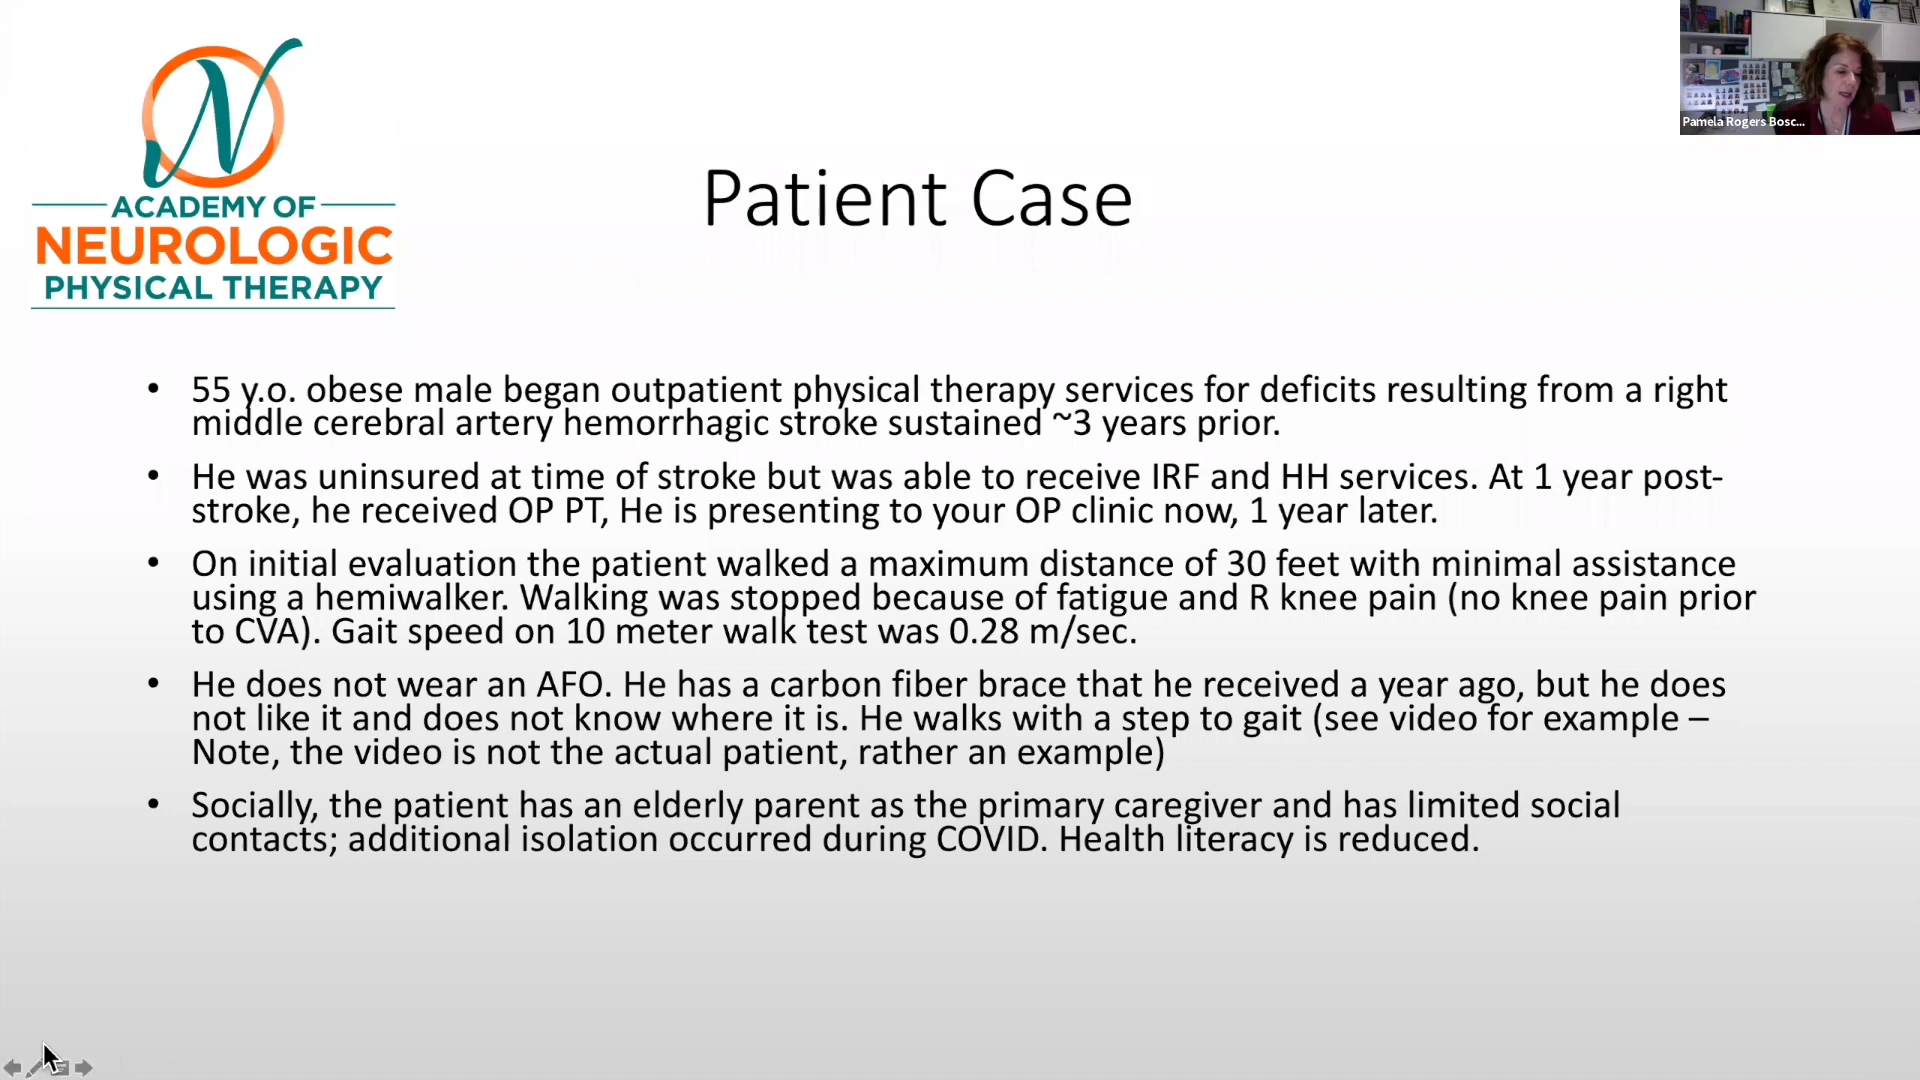 Pamela Rogers Bosc...
N
ACADEMY OF
NEUROLOGIC
PHYSICAL THERAPY
Patient Case
• 55 y.o. obese male began outpatient physical therapy services for deficits resulting from a right
middle cerebral artery hemorrhagic stroke sustained ~3 years prior.
• He was uninsured at time of stroke but was able to receive IRF and HH services. At 1 year post-
stroke, he received OP PT, He is presenting to your OP clinic now, 1 year later.
• On initial evaluation the patient walked a maximum distance of 30 feet with minimal assistance
using a hemiwalker. Walking was stopped because of fatigue and R knee pain (no knee pain prior
to CVA). Gait speed on 10 meter walk test was 0.28 m/sec.
• He does not wear an AFO. He has a carbon fiber brace that he received a year ago, but he does
not like it and does not know where it is. He walks with a step to gait (see video for example –
Note, the video is not the actual patient, rather an example)
• Socially, the patient has an elderly parent as the primary caregiver and has limited social
contacts; additional isolation occurred during COVID. Health literacy is reduced.